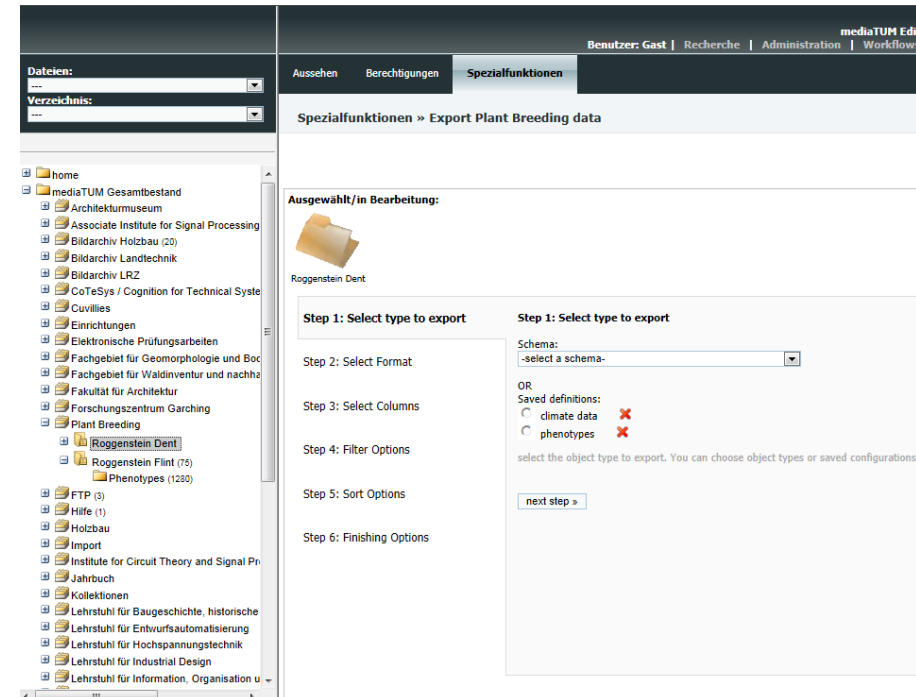 mediaTUM Edi
Benutzer: Gast | Recherche | Administration | Workflow
Dateien:
---
Verzeichnis:
---
Aussehen Berechtigungen Spezialfunktionen
Spezialfunktionen » Export Plant Breeding data
home
mediaTUM Gesamtbestand
Architekturmuseum
Associate Institute for Signal Processing
Bildarchiv Holzbau (20)
Bildarchiv Landtechnik
Bildarchiv LRZ
CoTeSys / Cognition for Technical Syste
Cuvillies
Einrichtungen
Elektronische Prüfungsarbeiten
Fachgebiet für Geomorphologie und Boc
Fachgebiet für Waldinventur und nachha
Fakultät für Architektur
Forschungszentrum Garching
Plant Breeding
Roggenstein Dent
Roggenstein Flint (75)
Phenotypes (1280)
FTP (3)
Hilfe (1)
Holzbau
Import
Institute for Circuit Theory and Signal Pr
Jahrbuch
Kollektionen
Lehrstuhl für Baugeschichte, historische
Lehrstuhl für Entwurfsautomatisierung
Lehrstuhl für Hochspannungstechnik
Lehrstuhl für Industrial Design
Lehrstuhl für Information, Organisation u
Ausgewählt/in Bearbeitung:
Roggenstein Dent
Step 1: Select type to export
Step 2: Select Format
Step 3: Select Columns
Step 4: Filter Options
Step 5: Sort Options
Step 6: Finishing Options
Step 1: Select type to export
Schema:
-select a schema-
OR
Saved definitions:
climate data
phenotypes
select the object type to export. You can choose object types or saved configurations
next step »